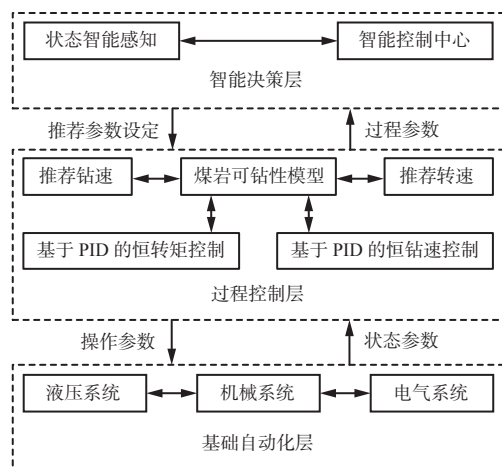 状态智能感知
智能控制中心
智能决策层
推荐参数设定
过程参数
推荐钻速
煤岩可钻性模型
推荐转速
基于 PID 的恒转矩控制
基于 PID 的恒钻速控制
过程控制层
操作参数
状态参数
液压系统
机械系统
电气系统
基础自动化层